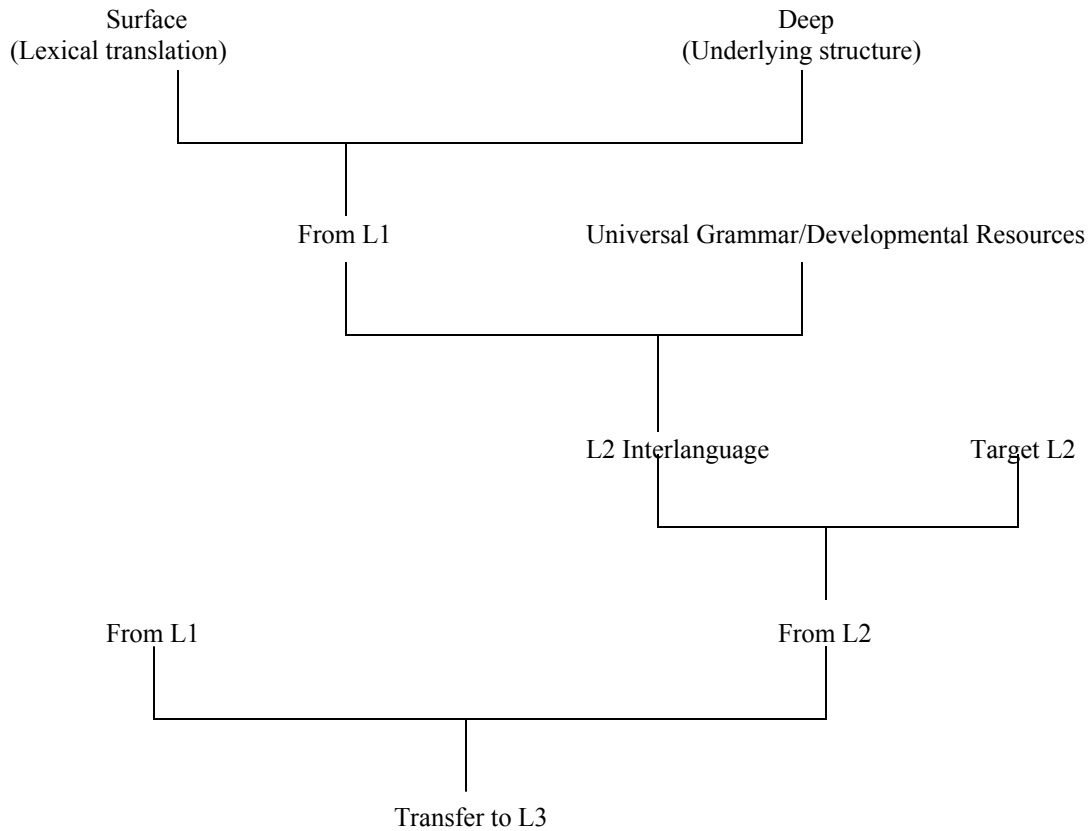 Surface
(Lexical translation)
Deep
(Underlying structure)
From L1
Universal Grammar/Developmental Resources
L2 Interlanguage
Target L2
From L1
From L2
Transfer to L3